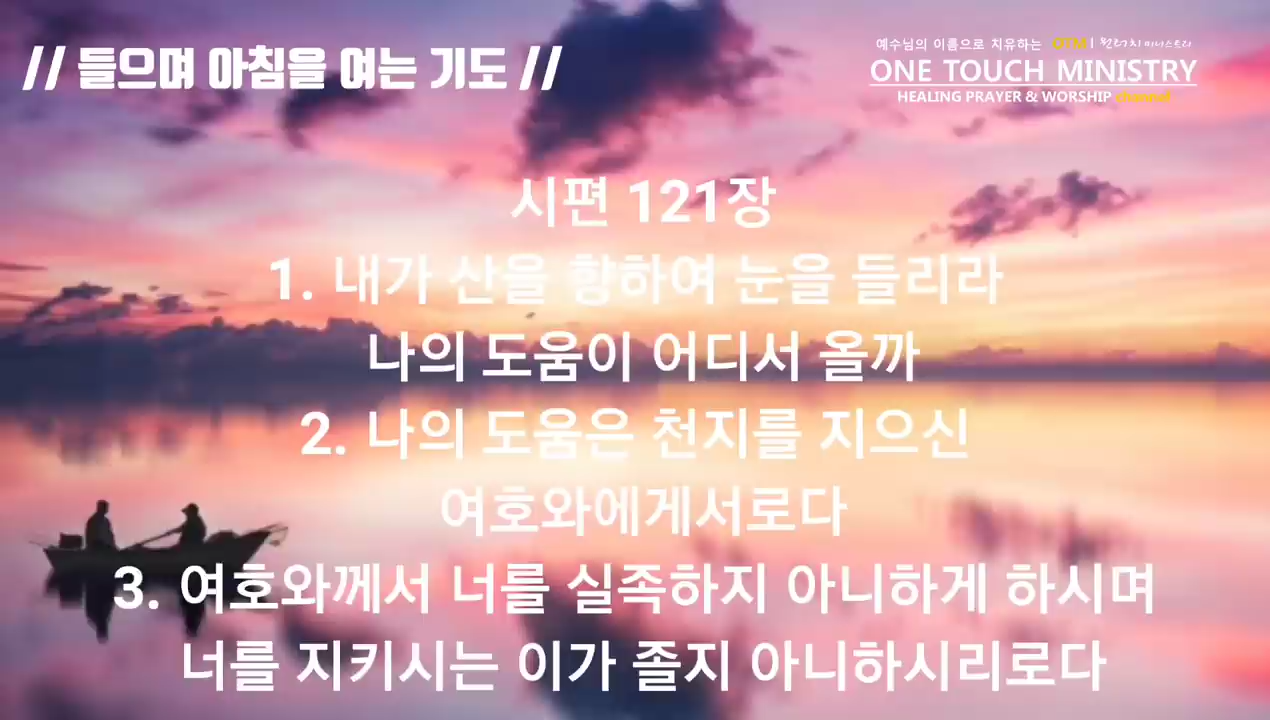 // 들으며 아침을 여는 기도 //
예수님의 이름으로 치유하는 OTM | 원터치 미니스트리
ONE TOUCH MINISTRY
HEALING PRAYER & WORSHIP channel
시편 121장
1. 내가 산을 향하여 눈을 들리라
나의 도움이 어디서 올까
2. 나의 도움은 천지를 지으신
여호와에게서로다
3. 여호와께서 너를 실족하지 아니하게 하시며
너를 지키시는 이가 졸지 아니하시리로다